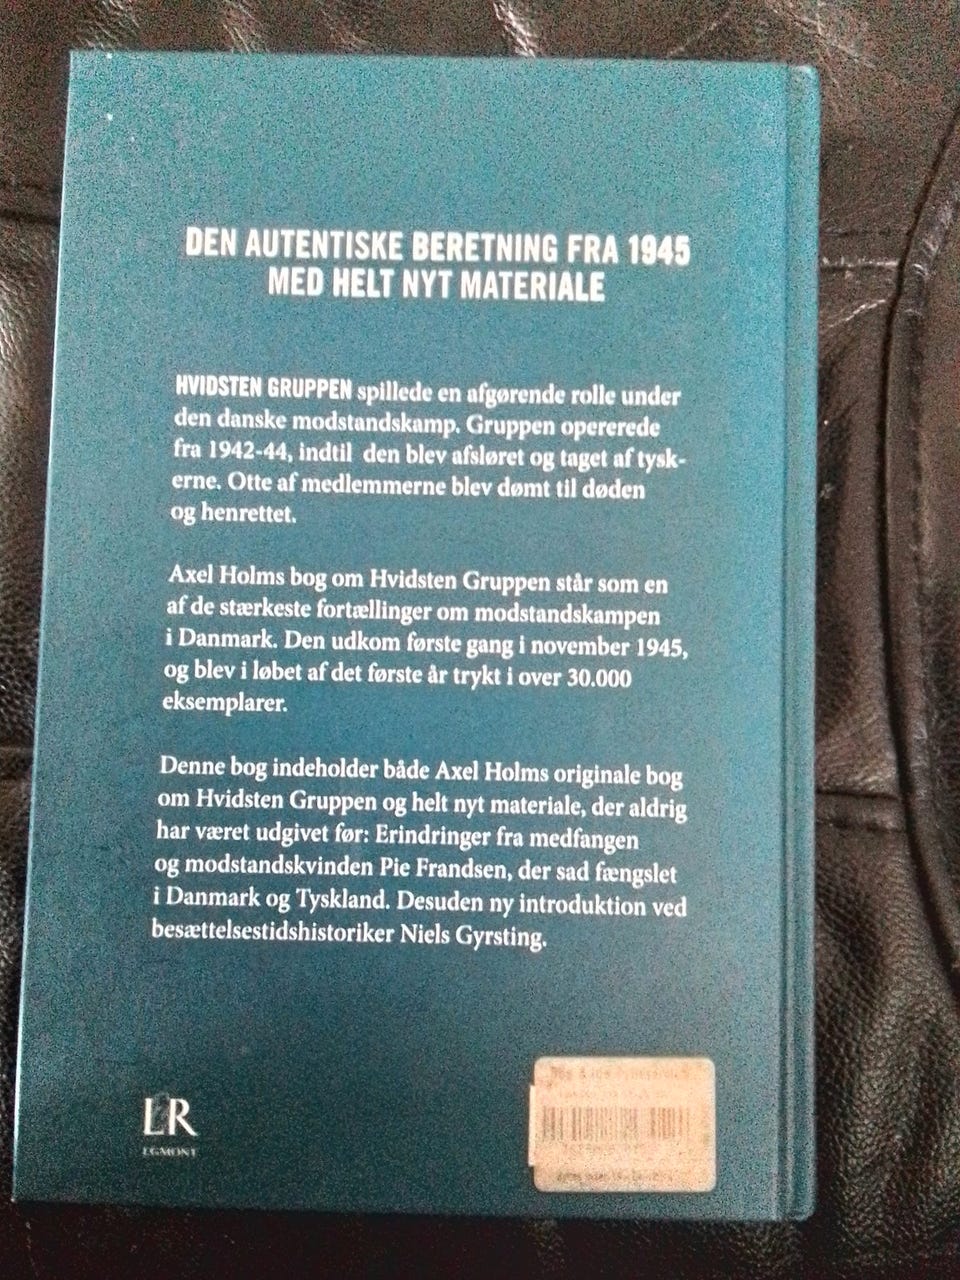 DEN AUTENTISKE BERETNING FRA 1945
MED HELT NYT MATERIALE
HVIDSTEN GRUPPEN spillede en afgørende rolle under
den danske modstandskamp. Gruppen opererede
fra 1942-44, indtil den blev afsløret og taget af tysk-
erne. Otte af medlemmerne blev dømt til døden
og henrettet.
Axel Holms bog om Hvidsten Gruppen står som en
af de stærkeste fortællinger om modstandskampen
i Danmark. Den udkom første gang i november 1945,
og blev i løbet af det første år trykt i over 30.000
eksemplarer.
Denne bog indeholder både Axel Holms originale bog
om Hvidsten Gruppen og helt nyt materiale, der aldrig
har været udgivet før: Erindringer fra medfangen
og modstandskvinden Pie Frandsen, der sad fængslet
i Danmark og Tyskland. Desuden ny introduktion ved
besættelsestidshistoriker Niels Gyrsting.
L&R
EGMONT